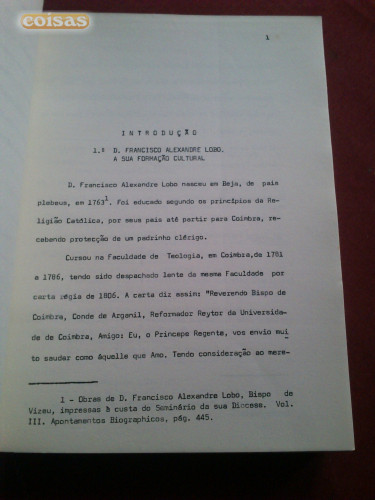 coisas
1
INTRODUÇÃO
1.º D. FRANCISCO ALEXANDRE LOBO.
A SUA FORMAÇÃO CULTURAL
D. Francisco Alexandre Lobo nasceu em Beja, de pais
plebeus, em 1763¹. Foi educado segundo os princípios da Re-
ligião Católica, por seus pais até partir para Coimbra, re-
cebendo protecção de um padrinho clérigo.
Cursou na Faculdade de Teologia, em Coimbra, de 1781
a 1786, tendo sido despachado lente da mesma Faculdade por
carta régia de 1806. A carta diz assim: "Reverendo Bispo de
Coimbra, Conde de Arganil, Reformador Reytor da Universida-
de de Coimbra, Amigo: Eu, o Princepe Regente, vos envio mui
to saudar como àquelle que Amo. Tendo consideração ao mere-
1 - Obras de D. Francisco Alexandre Lobo, Bispo de
Vizeu, impressas à custa do Seminário da sua Diocese. Vol.
III. Apontamentos Biographicos, pág. 445.